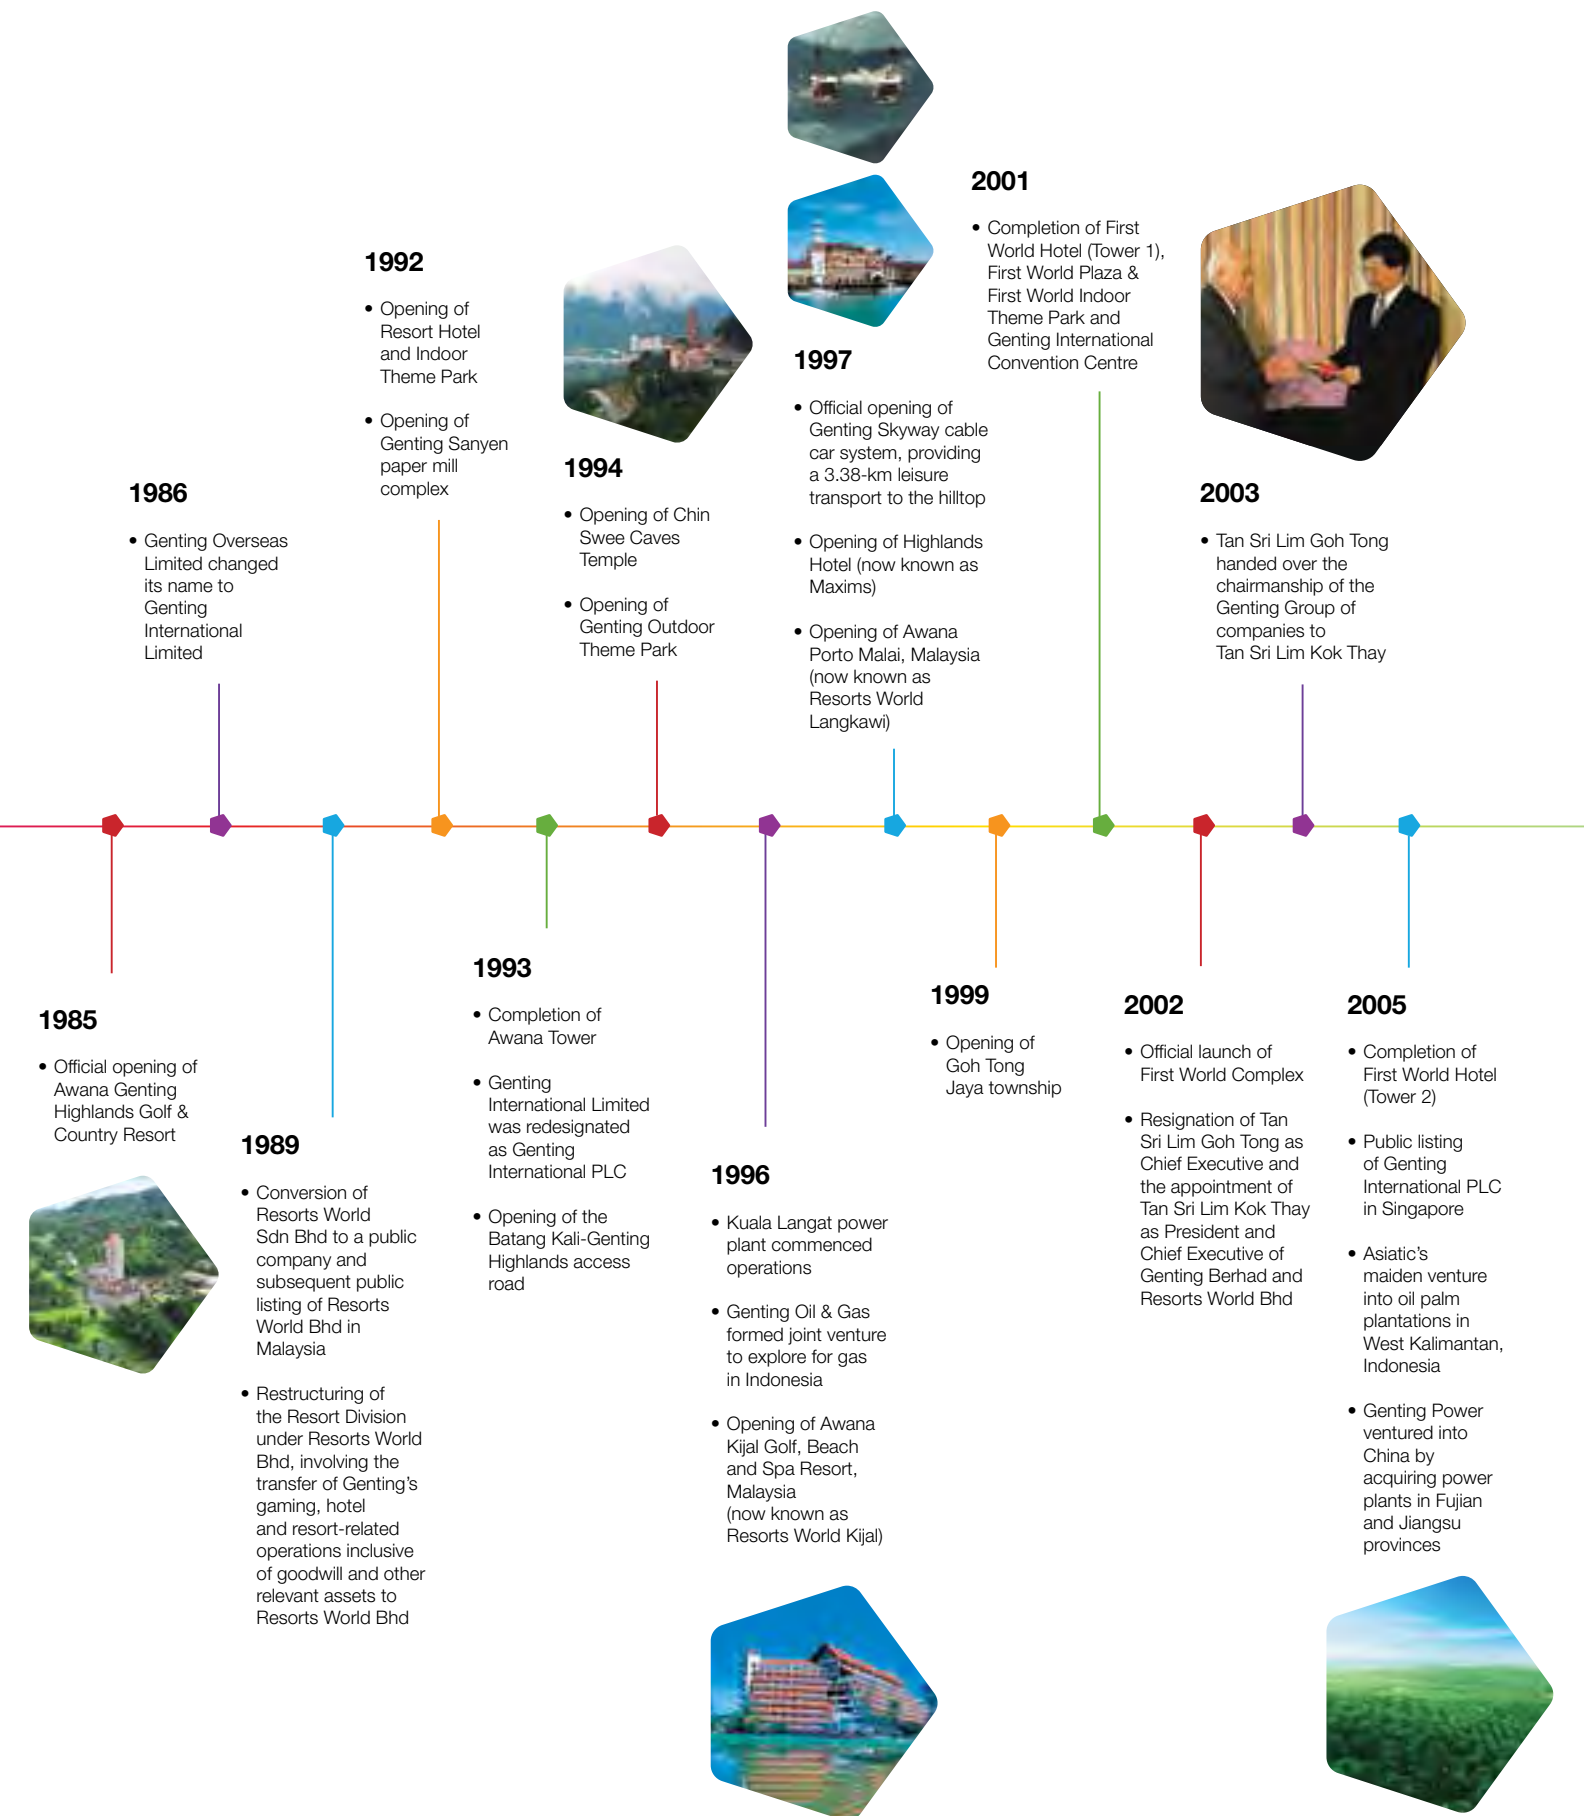 1985
• Official opening of
Awana Genting
Highlands Golf &
Country Resort
1986
• Genting Overseas
Limited changed
its name to
Genting
International
Limited
1989
• Conversion of
Resorts World
Sdn Bhd to a public
company and
subsequent public
listing of Resorts
World Bhd in
Malaysia
• Restructuring of
the Resort Division
under Resorts World
Bhd, involving the
transfer of Genting’s
gaming, hotel
and resort-related
operations inclusive
of goodwill and other
relevant assets to
Resorts World Bhd
1992
• Opening of
Resort Hotel
and Indoor
Theme Park
• Opening of
Genting Sanyen
paper mill
complex
1993
• Completion of
Awana Tower
• Genting
International Limited
was redesignated
as Genting
International PLC
• Opening of the
Batang Kali-Genting
Highlands access
road
1994
• Opening of Chin
Swee Caves
Temple
• Opening of
Genting Outdoor
Theme Park
1996
• Kuala Langat power
plant commenced
operations
• Genting Oil & Gas
formed joint venture
to explore for gas
in Indonesia
• Opening of Awana
Kijal Golf, Beach
and Spa Resort,
Malaysia
(now known as
Resorts World Kijal)
1997
• Official opening of
Genting Skyway cable
car system, providing
a 3.38-km leisure
transport to the hilltop
• Opening of Highlands
Hotel (now known as
Maxims)
• Opening of Awana
Porto Malai, Malaysia
(now known as
Resorts World
Langkawi)
1999
• Opening of
Goh Tong
Jaya township
2001
• Completion of First
World Hotel (Tower 1),
First World Plaza &
First World Indoor
Theme Park and
Genting International
Convention Centre
2002
• Official launch of
First World Complex
• Resignation of Tan
Sri Lim Goh Tong as
Chief Executive and
the appointment of
Tan Sri Lim Kok Thay
as President and
Chief Executive of
Genting Berhad and
Resorts World Bhd
2003
• Tan Sri Lim Goh Tong
handed over the
chairmanship of the
Genting Group of
companies to
Tan Sri Lim Kok Thay
2005
• Completion of
First World Hotel
(Tower 2)
• Public listing
of Genting
International PLC
in Singapore
• Asiatic’s
maiden venture
into oil palm
plantations in
West Kalimantan,
Indonesia
• Genting Power
ventured into
China by
acquiring power
plants in Fujian
and Jiangsu
provinces